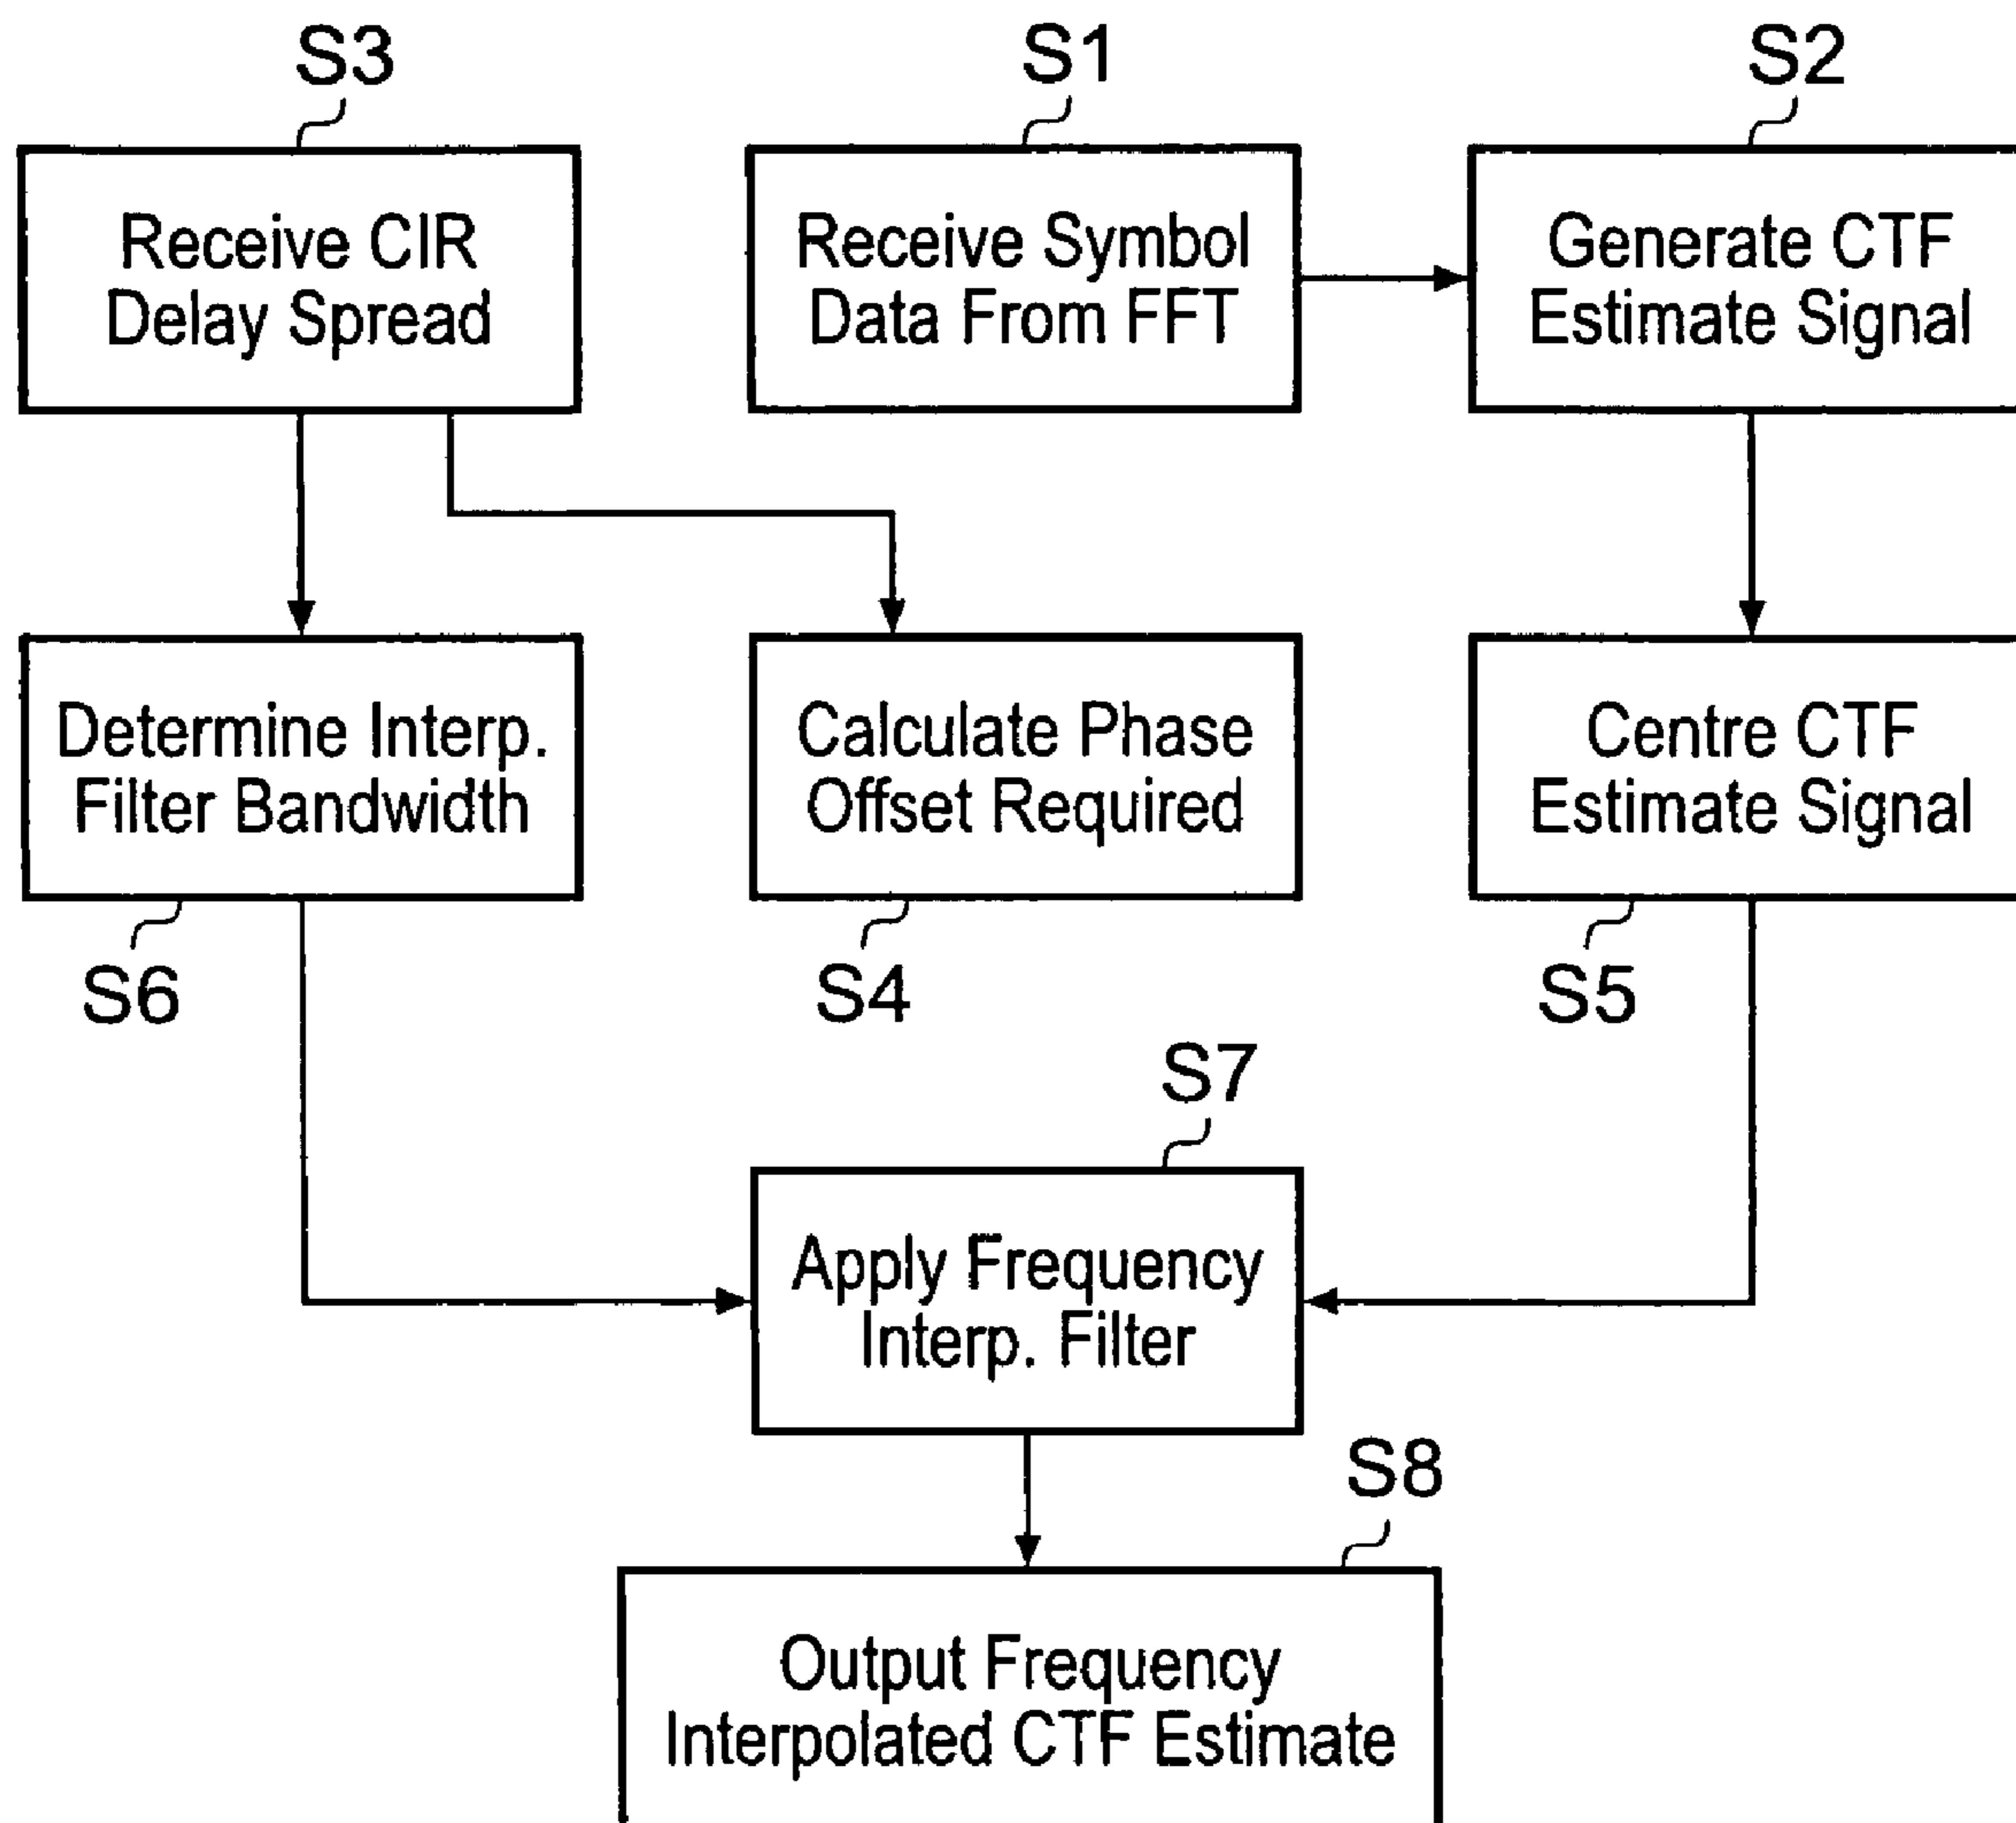 S3
S1
S2
Receive CIR
Delay Spread
Receive Symbol
Data From FFT
Generate CTF
Estimate Signal
Determine Interp.
Filter Bandwidth
Calculate Phase
Offset Required
Centre CTF
Estimate Signal
S6
S4
S5
S7
Apply Frequency
Interp. Filter
S8
Output Frequency
Interpolated CTF Estimate